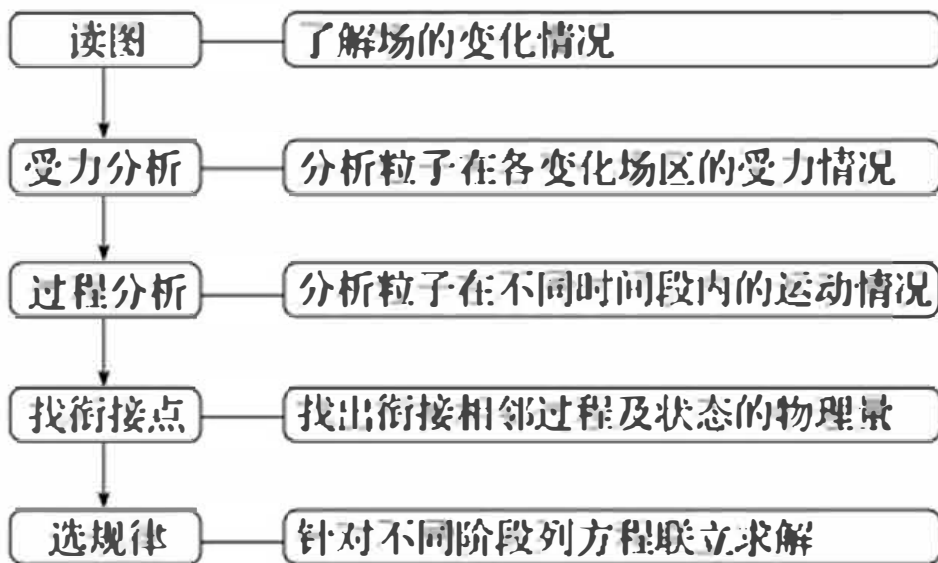 读图
了解场的变化情况
受力分析
分析粒子在各变化场区的受力情况
过程分析
分析粒子在不同时间段内的运动情况
找衔接点
找出衔接相邻过程及状态的物理量
选规律
针对不同阶段列方程联立求解